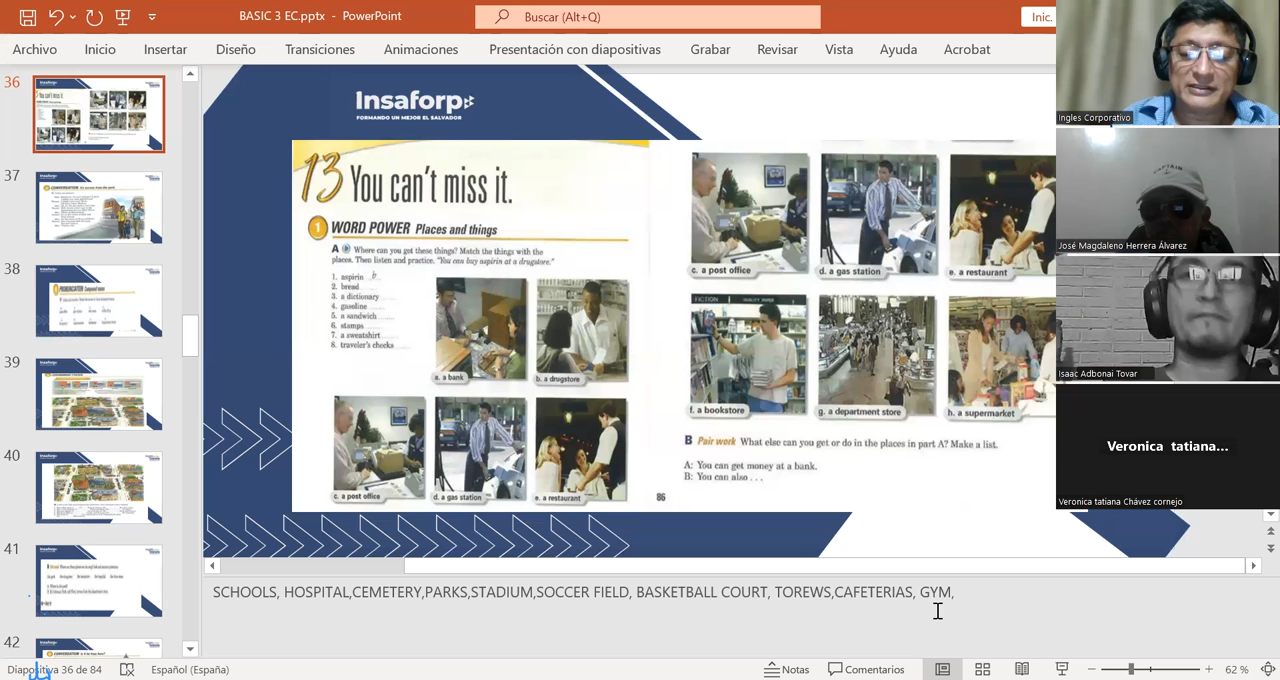 BASIC 3 EC.pptx - PowerPoint
Buscar (Alt+Q)
Inic.
Archivo Inicio Insertar Diseño Transiciones Animaciones Presentación con diapositivas Grabar Revisar Vista Ayuda Acrobat
36
37
38
39
40
41
42
Insaforp
FORMANDO UN MEJOR EL SALVADOR
13 You can't miss it.
1 WORD POWER Places and things
A Where can you get these things? Match the things with the
places. Then listen and practice. "You can buy aspirin at a drugstore."
1. aspirin b
2. bread
3. a dictionary
4. gasoline
5. a sandwich
6. stamps
7. a sweatshirt
8. traveler's checks
a. a bank
b. a drugstore
c. a post office
d. a gas station
e. a restaurant
86
c. a post office
d. a gas station
e. a restaurant
FICTION
f. a bookstore
g. a department store
h. a supermarket
B Pair work What else can you get or do in the places in part A? Make a list.
A: You can get money at a bank.
B: You can also . . .
Ingles Corporativo
CAPTAIN
José Magdaleno Herrera Álvarez
Isaac Adbonai Tovar
Veronica tatiana...
Veronica tatiana Chávez cornejo
SCHOOLS, HOSPITAL,CEMETERY,PARKS,STADIUM,SOCCER FIELD, BASKETBALL COURT, TOREWS,CAFETERIAS, GYM,
Diapositiva 36 de 84
Español (España)
Notas
Comentarios
62 %